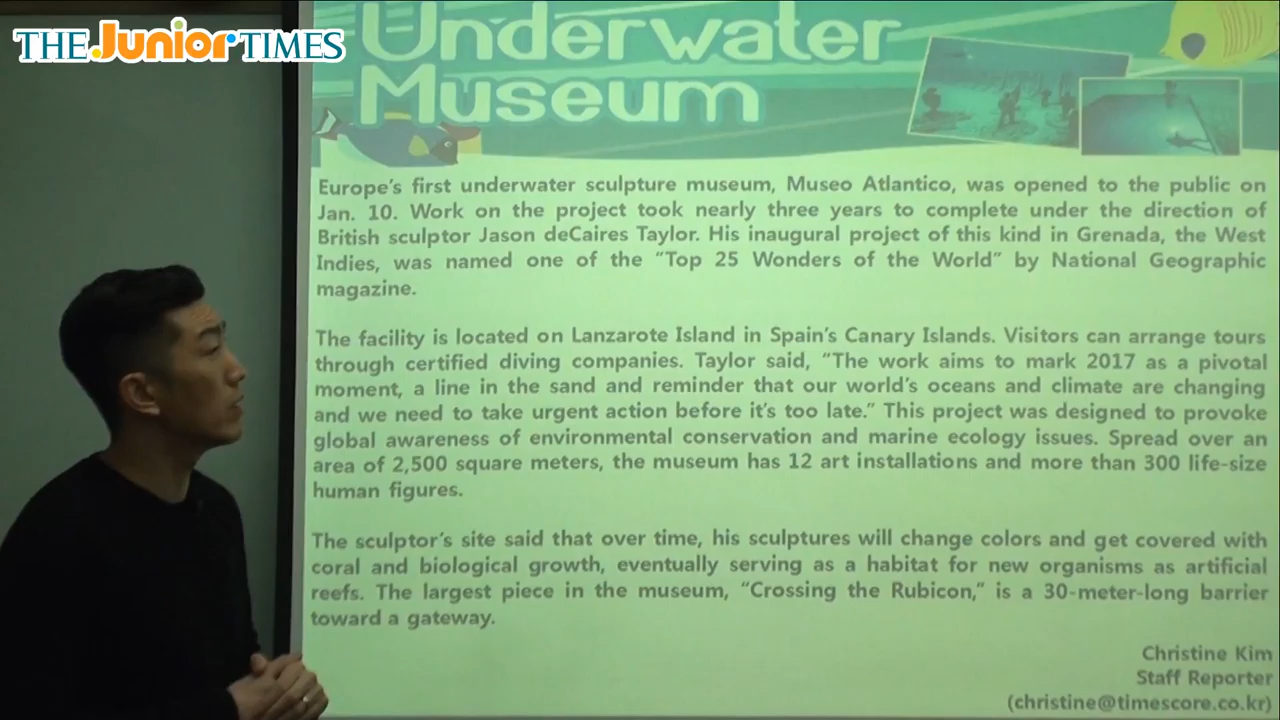 THE Junior TIMES
Underwater
Museum
Europe's first underwater sculpture museum, Museo Atlantico, was opened to the public on
Jan. 10. Work on the project took nearly three years to complete under the direction of
British sculptor Jason deCaires Taylor. His inaugural project of this kind in Grenada, the West
Indies, was named one of the “Top 25 Wonders of the World” by National Geographic
magazine.
The facility is located on Lanzarote Island in Spain's Canary Islands. Visitors can arrange tours
through certified diving companies. Taylor said, “The work aims to mark 2017 as a pivotal
moment, a line in the sand and reminder that our world's oceans and climate are changing
and we need to take urgent action before it's too late.” This project was designed to provoke
global awareness of environmental conservation and marine ecology issues. Spread over an
area of 2,500 square meters, the museum has 12 art installations and more than 300 life-size
human figures.
The sculptor's site said that over time, his sculptures will change colors and get covered with
coral and biological growth, eventually serving as a habitat for new organisms as artificial
reefs. The largest piece in the museum, “Crossing the Rubicon,” is a 30-meter-long barrier
toward a gateway.
Christine Kim
Staff Reporter
(christine@timescore.co.kr)